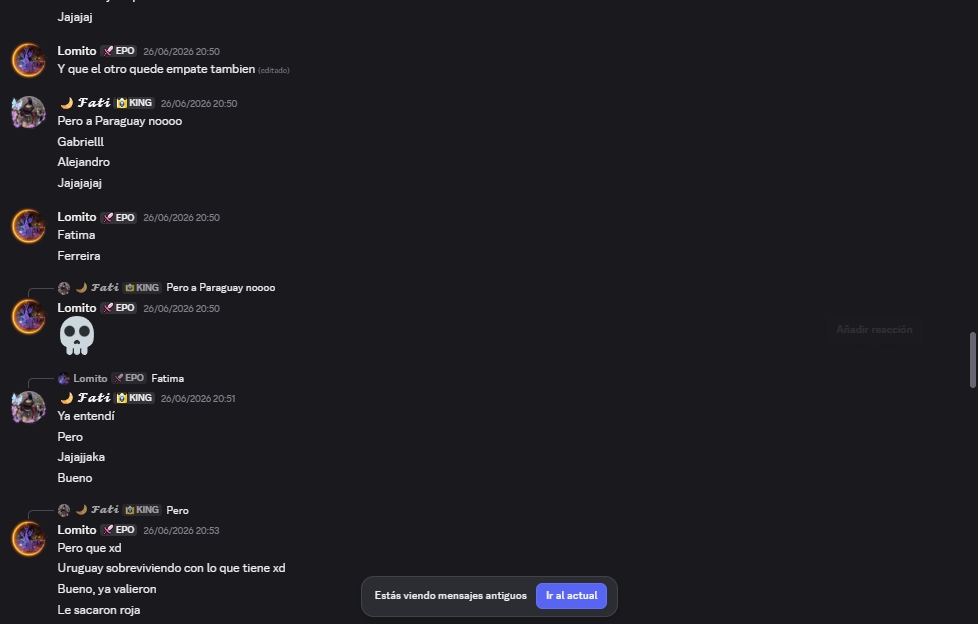 Jajajaj
Lomito EPO 26/06/2026 20:50
Y que el otro quede empate tambien (editado)
🌙 𝓕𝓪𝓽𝓲 KING 26/06/2026 20:50
Pero a Paraguay noooo
Gabrielll
Alejandro
Jajajajaj
Lomito EPO 26/06/2026 20:50
Fatima
Ferreira
🌙 𝓕𝓪𝓽𝓲 KING Pero a Paraguay noooo
Lomito EPO 26/06/2026 20:50
Añadir reacción
Lomito EPO Fatima
🌙 𝓕𝓪𝓽𝓲 KING 26/06/2026 20:51
Ya entendí
Pero
Jajajjaka
Bueno
🌙 𝓕𝓪𝓽𝓲 KING Pero
Lomito EPO 26/06/2026 20:53
Pero que xd
Uruguay sobreviviendo con lo que tiene xd
Bueno, ya valieron
Le sacaron roja
Estás viendo mensajes antiguos Ir al actual